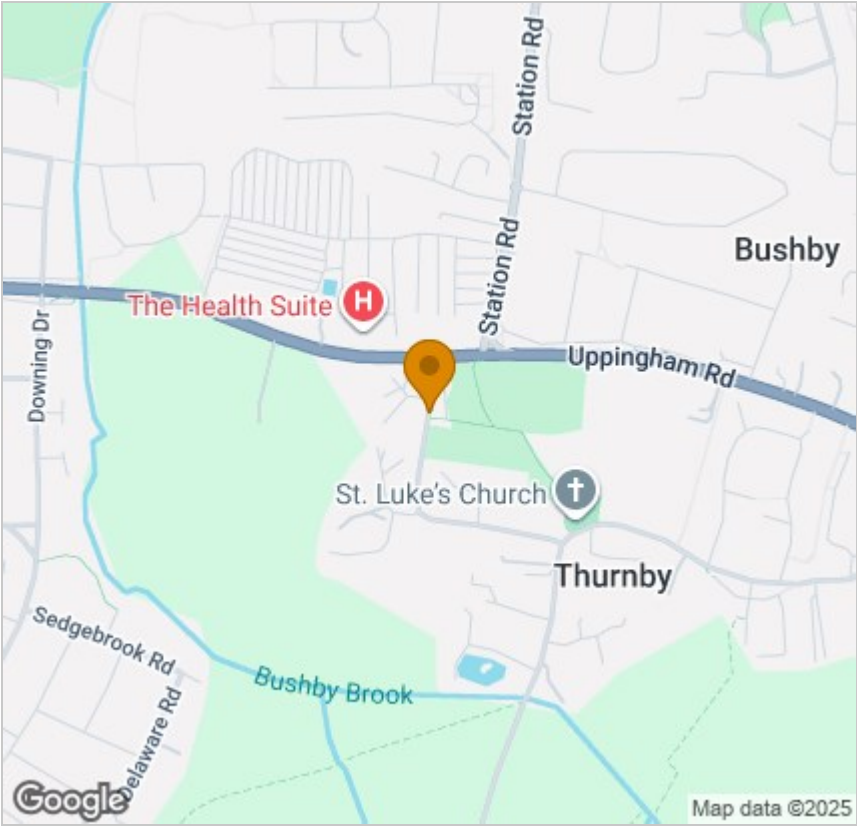 Station Rd
Station Rd
Bushby
The Health Suite
H
Downing Dr
Uppingham Rd
St. Luke's Church
Thurnby
Sedgebrook Rd
Bushby Brook
Delaware Rd
Google
Map data ©2025